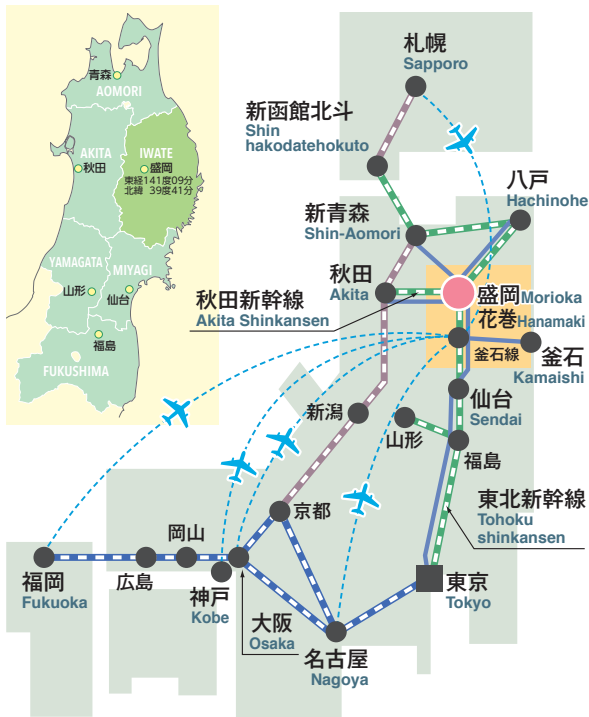 青森
AOMORI
AKITA
秋田
IWATE
盛岡
東経141度09分
北緯 39度41分
YAMAGATA
山形
MIYAGI
仙台
福島
FUKUSHIMA
札幌
Sapporo
新函館北斗
Shin
hakodatehokuto
八戸
Hachinohe
新青森
Shin-Aomori
秋田
Akita
秋田新幹線
Akita Shinkansen
盛岡 Morioka
花巻 Hanamaki
釜石線
釜石
Kamaishi
仙台
Sendai
新潟
山形
福島
東北新幹線
Tohoku
shinkansen
京都
岡山
広島
福岡
Fukuoka
神戸
Kobe
大阪
Osaka
東京
Tokyo
名古屋
Nagoya